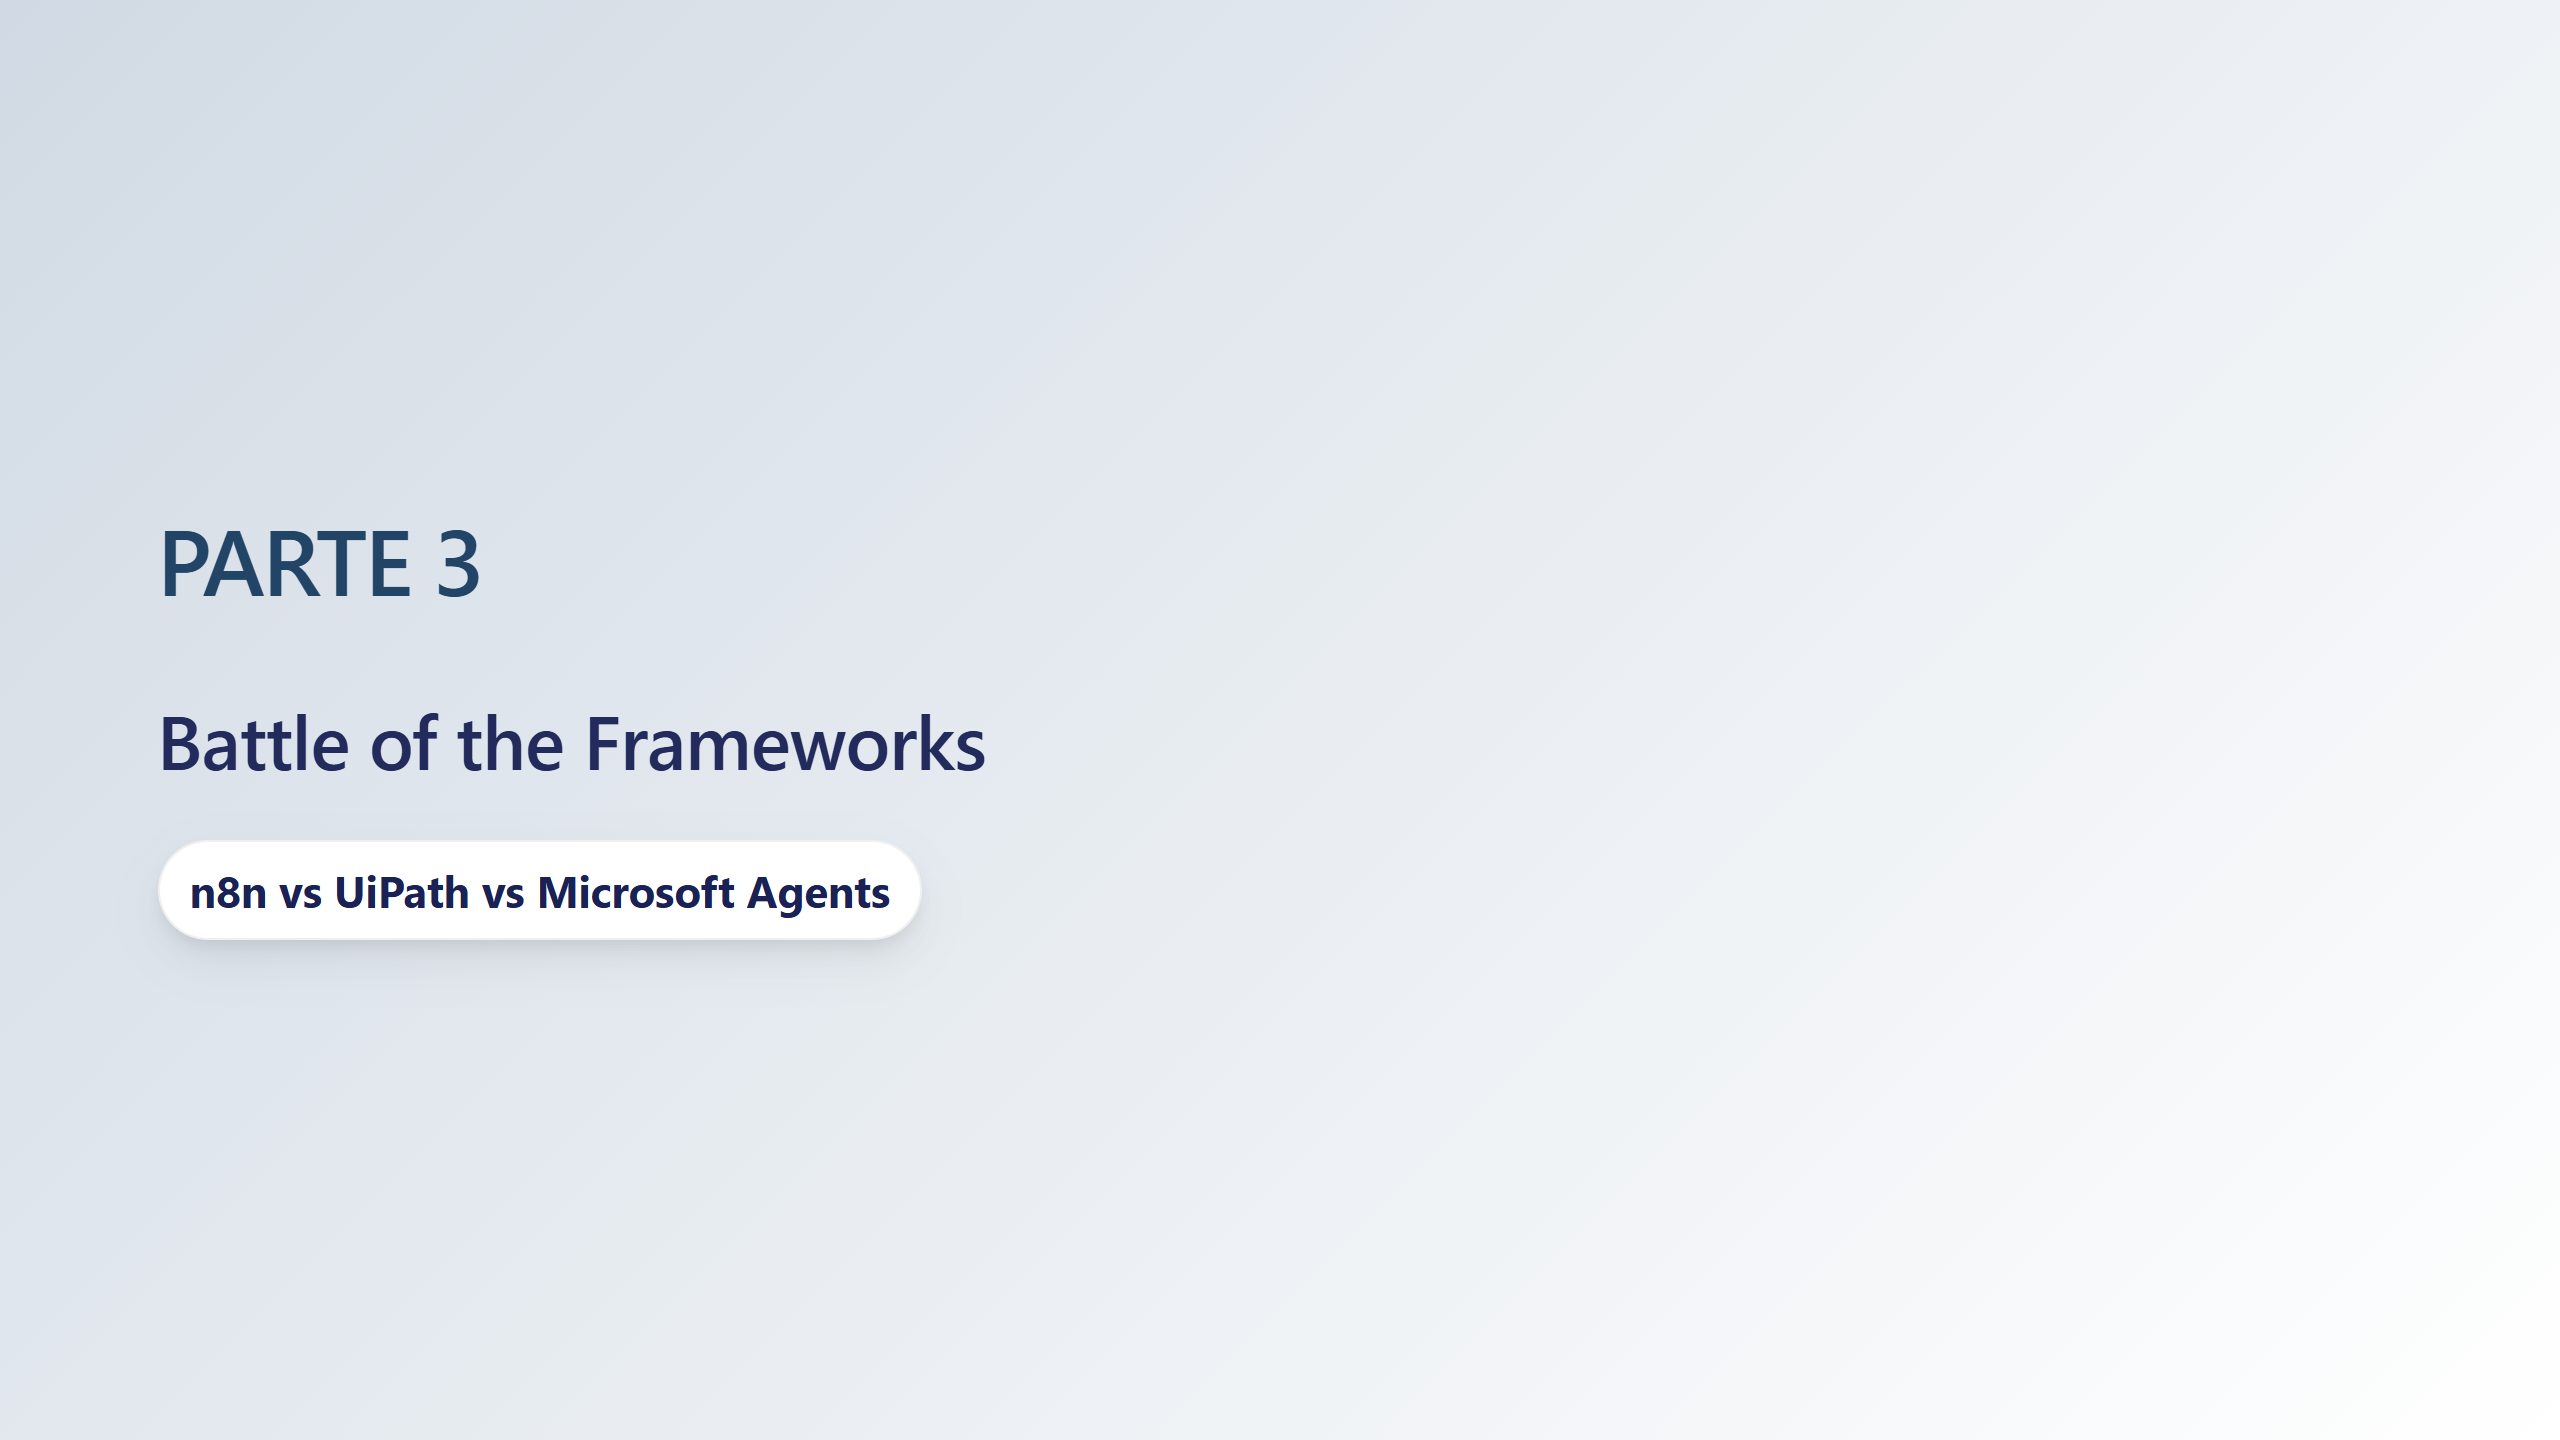 PARTE 3
Battle of the Frameworks
n8n vs UiPath vs Microsoft Agents